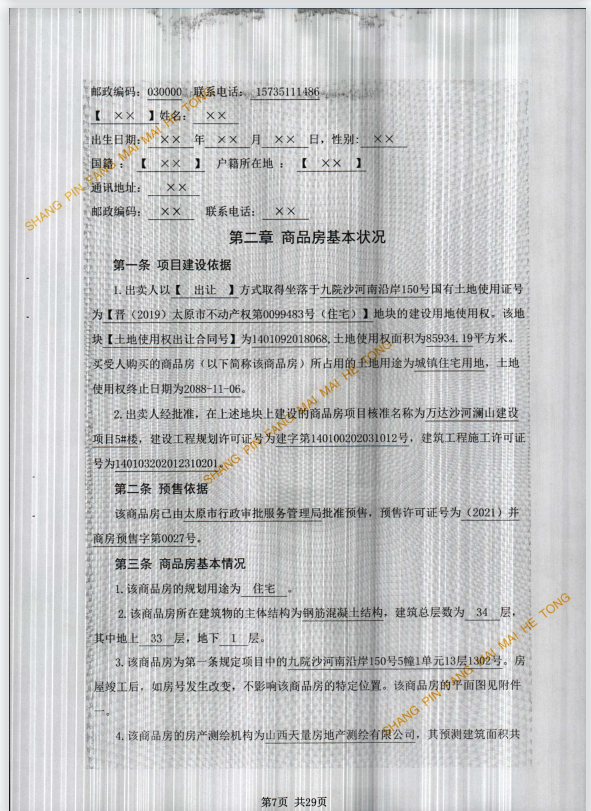 邮政编码：030000 联系电话：15735111486
【 ×× 】姓名： ××
出生日期： ×× 年 ×× 月 ×× 日，性别： ××
国籍：【 ×× 】 户籍所在地：【 ×× 】
通讯地址： ××
邮政编码： ×× 联系电话： ××
第二章 商品房基本状况
第一条 项目建设依据
1.出卖人以【 出让 】方式取得坐落于九院沙河南沿岸150号国有土地使用证号
为【晋（2019）太原市不动产权第0099483号（住宅）】地块的建设用地使用权。该地
块【土地使用权出让合同号】为1401092018068,土地使用权面积为85934.19平方米。
买受人购买的商品房（以下简称该商品房）所占用的土地用途为城镇住宅用地，土地
使用权终止日期为2088-11-06。
2.出卖人经批准，在上述地块上建设的商品房项目核准名称为万达沙河澜山建设
项目5#楼，建设工程规划许可证号为建字第140100202031012号，建筑工程施工许可证
号为140103202012310201。
第二条 预售依据
该商品房已由太原市行政审批服务管理局批准预售，预售许可证号为（2021）并
商房预售字第0027号。
第三条 商品房基本情况
1.该商品房的规划用途为 住宅 。
2.该商品房所在建筑物的主体结构为钢筋混凝土结构，建筑总层数为 34 层，
其中地上 33 层，地下 1 层。
3.该商品房为第一条规定项目中的九院沙河南沿岸150号5幢1单元13层1302号。房
屋竣工后，如房号发生改变，不影响该商品房的特定位置。该商品房的平面图见附件
一。
4.该商品房的房产测绘机构为山西天量房地产测绘有限公司，其预测建筑面积共
第7页 共29页
SHANG PIN FANG MAI MAI HE TONG
SHANG PIN FANG MAI MAI HE TONG
SHANG PIN FANG MAI MAI HE TONG